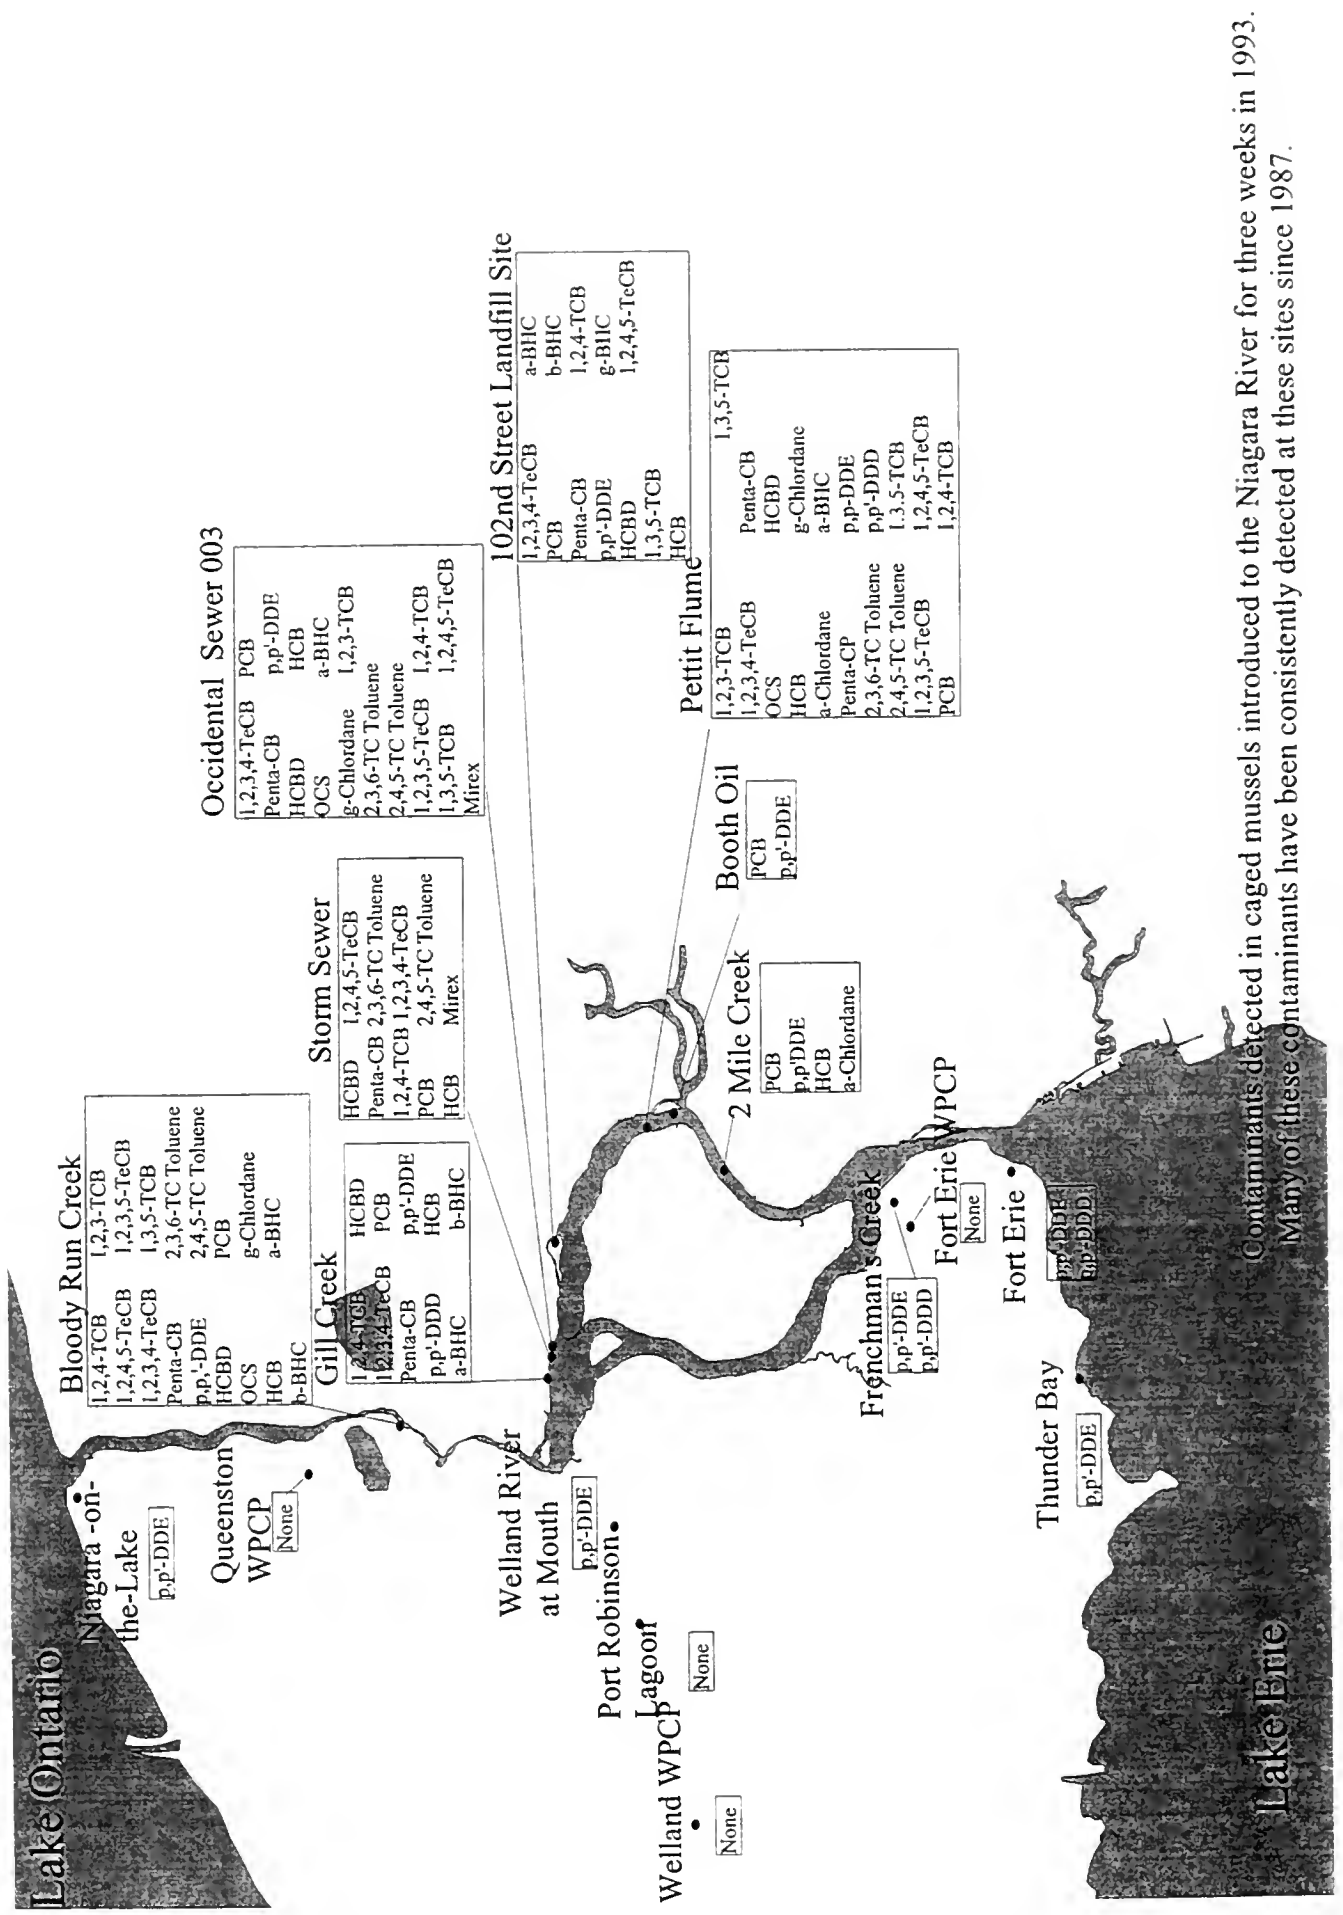 Lake Ontario
Niagara -on-
the-Lake
p,p'-DDE
Queenston
WPCP
None
Bloody Run Creek
1,2,4-TCB 1,2,3-TCB
1,2,4,5-TeCB 1,2,3,5-TeCB
1,2,3,4-TeCB 1,3,5-TCB
Penta-CB 2,3,6-TC Toluene
p,p,'-DDE 2,4,5-TC Toluene
HCBD PCB
OCS g-Chlordane
HCB a-BHC
b-BHC
Gill Creek
1,2,4-TCB HCBD
1,2,3,4-TeCB PCB
Penta-CB p,p'-DDE
p,p'-DDD HCB
a-BHC b-BHC
Storm Sewer
HCBD 1,2,4,5-TeCB
Penta-CB 2,3,6-TC Toluene
1,2,4-TCB 1,2,3,4-TeCB
PCB 2,4,5-TC Toluene
HCB Mirex
Occidental Sewer 003
1,2,3,4-TeCB PCB
Penta-CB p,p'-DDE
HCBD HCB
OCS a-BHC
g-Chlordane 1,2,3-TCB
2,3,6-TC Toluene
2,4,5-TC Toluene
1,2,3,5-TeCB 1,2,4-TCB
1,3,5-TCB 1,2,4,5-TeCB
Mirex
102nd Street Landfill Site
1,2,3,4-TeCB a-BHC
PCB b-BHC
Penta-CB 1,2,4-TCB
p,p'-DDE g-BHC
HCBD 1,2,4,5-TeCB
1,3,5-TCB
HCB
Pettit Flume
1,2,3-TCB 1,3,5-TCB
1,2,3,4-TeCB Penta-CB
OCS HCBD
HCB g-Chlordane
a-Chlordane a-BHC
Penta-CP p,p-DDE
2,3,6-TC Toluene p,p'-DDD
2,4,5-TC Toluene 1.3.5-TCB
1,2,3,5-TeCB 1,2,4,5-TeCB
PCB 1,2,4-TCB
Booth Oil
PCB
p,p'-DDE
2 Mile Creek
PCB
p,p'DDE
HCB
a-Chlordane
Welland River
at Mouth
p,p'-DDE
Port Robinson
Lagoon
None
Welland WPCP
None
Frenchman's Creek
p,p'-DDE
p,p'-DDD
Fort Erie WPCP
None
Fort Erie
p,p'-DDE
p,p'-DDD
Thunder Bay
p,p'-DDE
Lake Erie
Contaminants detected in caged mussels introduced to the Niagara River for three weeks in 1993.
Many of these contaminants have been consistently detected at these sites since 1987.